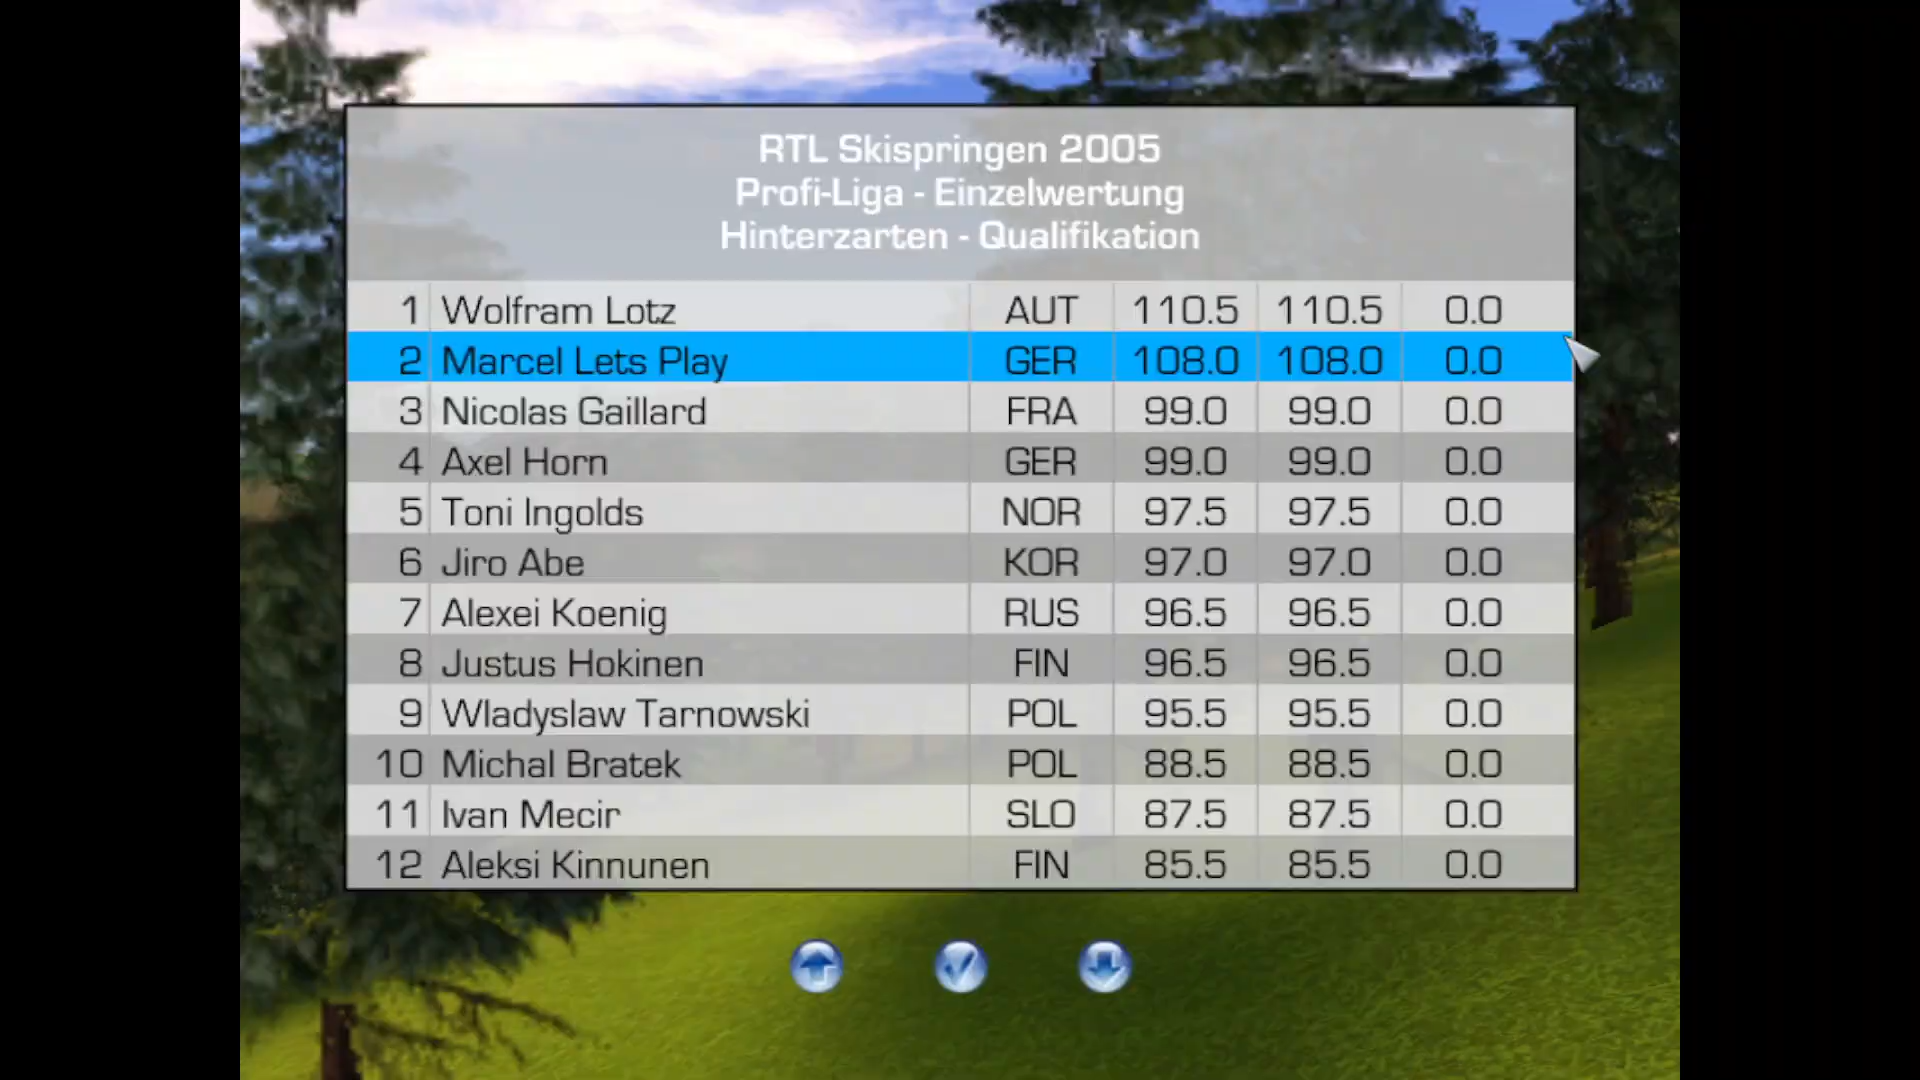 RTL Skispringen 2005
Profi-Liga - Einzelwertung
Hinterzarten - Qualifikation
1 Wolfram Lotz AUT 110.5 110.5 0.0
2 Marcel Lets Play GER 108.0 108.0 0.0
3 Nicolas Gaillard FRA 99.0 99.0 0.0
4 Axel Horn GER 99.0 99.0 0.0
5 Toni Ingolds NOR 97.5 97.5 0.0
6 Jiro Abe KOR 97.0 97.0 0.0
7 Alexei Koenig RUS 96.5 96.5 0.0
8 Justus Hokinen FIN 96.5 96.5 0.0
9 Wladyslaw Tarnowski POL 95.5 95.5 0.0
10 Michal Bratek POL 88.5 88.5 0.0
11 Ivan Mecir SLO 87.5 87.5 0.0
12 Aleksi Kinnunen FIN 85.5 85.5 0.0